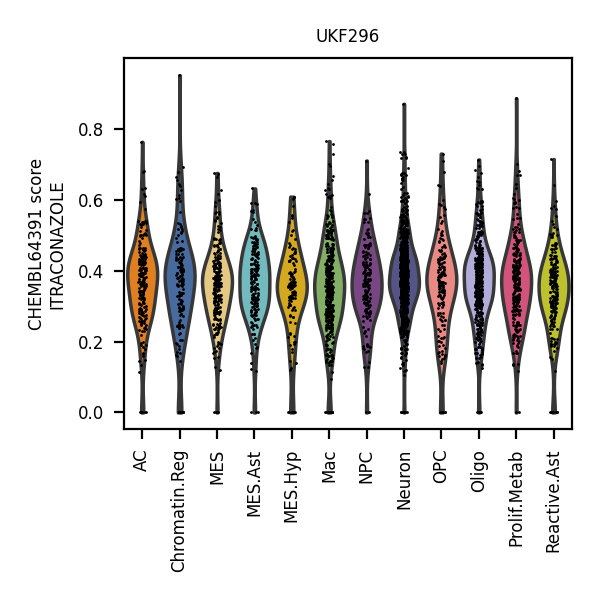 UKF296
CHEMBL64391 score
ITRACONAZOLE
0.8
0.6
0.4
0.2
0.0
AC
Chromatin.Reg
MES
MES.Ast
MES.Hyp
Mac
NPC
Neuron
OPC
Oligo
Prolif.Metab
Reactive.Ast